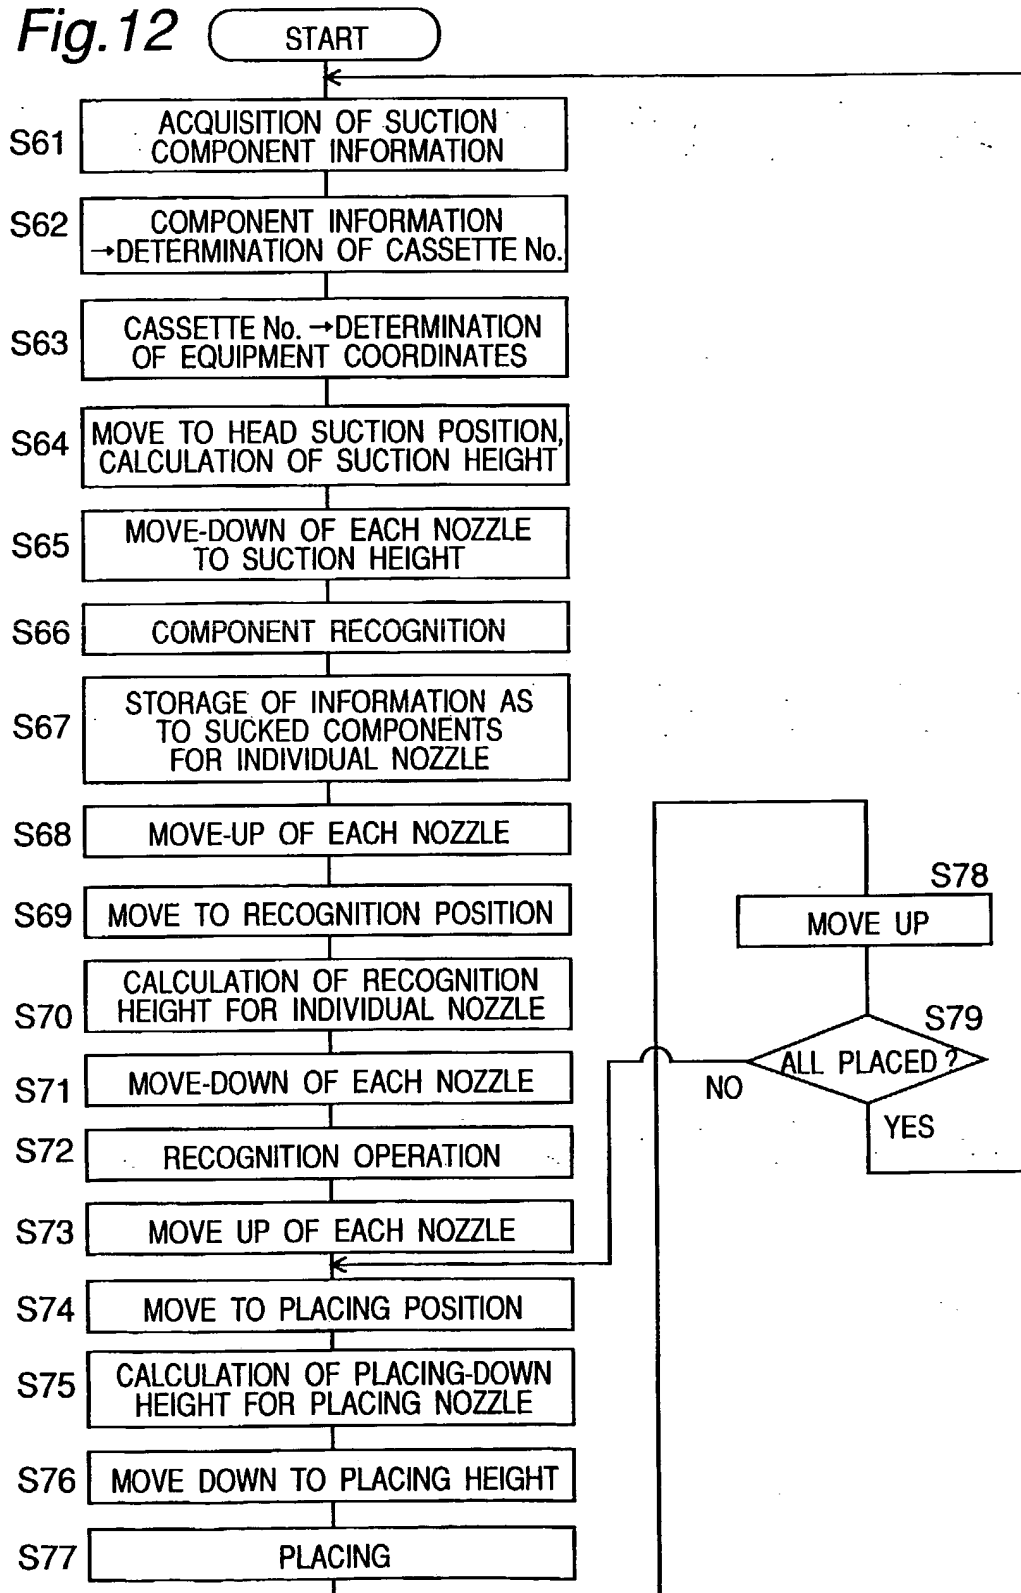 Fig.12
START
S61
ACQUISITION OF SUCTION
COMPONENT INFORMATION
S62
COMPONENT INFORMATION
→DETERMINATION OF CASSETTE No.
S63
CASSETTE No. →DETERMINATION
OF EQUIPMENT COORDINATES
S64
MOVE TO HEAD SUCTION POSITION,
CALCULATION OF SUCTION HEIGHT
S65
MOVE-DOWN OF EACH NOZZLE
TO SUCTION HEIGHT
S66
COMPONENT RECOGNITION
S67
STORAGE OF INFORMATION AS
TO SUCKED COMPONENTS
FOR INDIVIDUAL NOZZLE
S68
MOVE-UP OF EACH NOZZLE
S69
MOVE TO RECOGNITION POSITION
S70
CALCULATION OF RECOGNITION
HEIGHT FOR INDIVIDUAL NOZZLE
S71
MOVE-DOWN OF EACH NOZZLE
S72
RECOGNITION OPERATION
S73
MOVE UP OF EACH NOZZLE
S74
MOVE TO PLACING POSITION
S75
CALCULATION OF PLACING-DOWN
HEIGHT FOR PLACING NOZZLE
S76
MOVE DOWN TO PLACING HEIGHT
S77
PLACING
S78
MOVE UP
S79
ALL PLACED ?
NO
YES